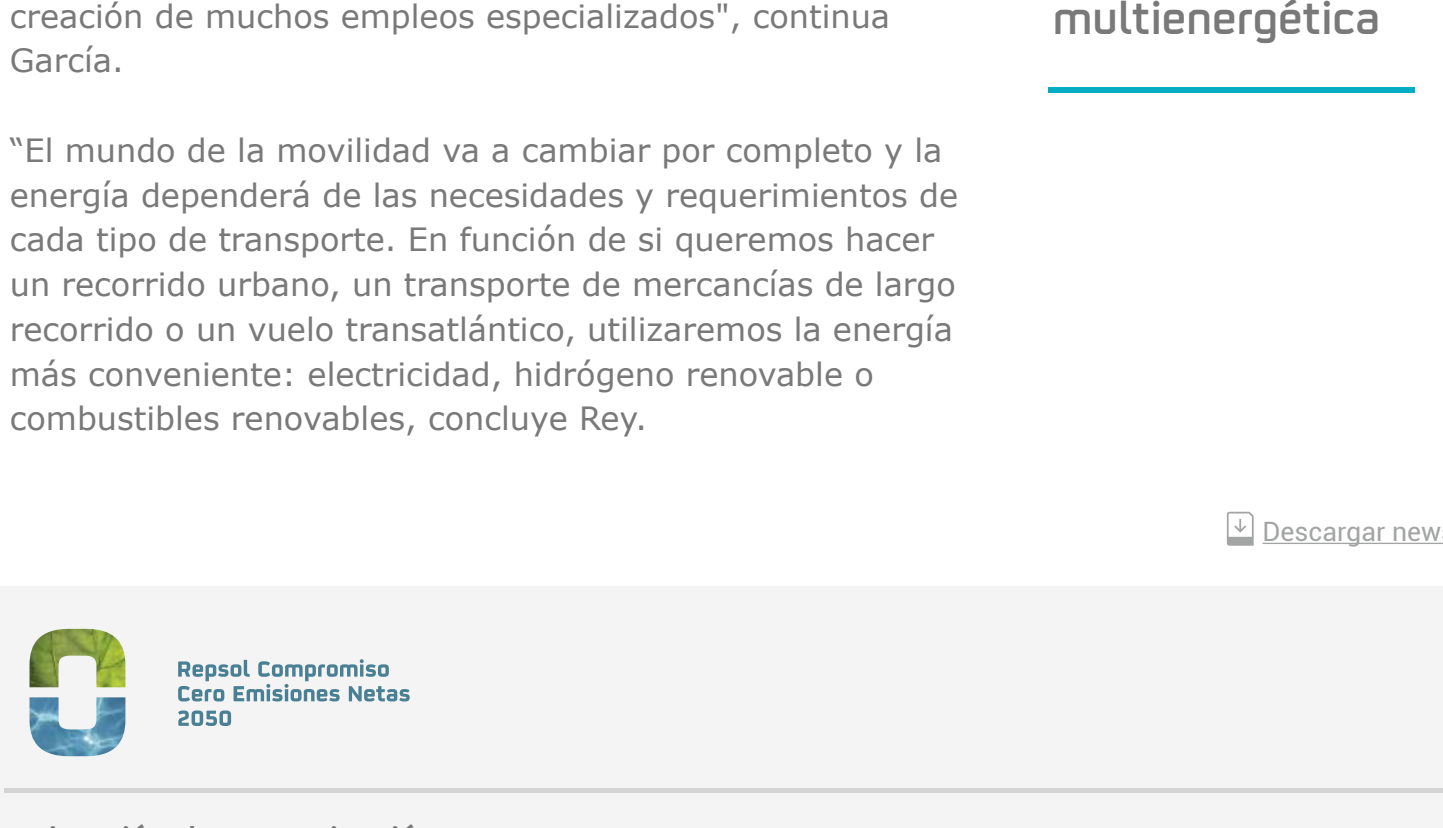 creación de muchos empleos especializados", continua
García.
“El mundo de la movilidad va a cambiar por completo y la
energía dependerá de las necesidades y requerimientos de
cada tipo de transporte. En función de si queremos hacer
un recorrido urbano, un transporte de mercancías de largo
recorrido o un vuelo transatlántico, utilizaremos la energía
más conveniente: electricidad, hidrógeno renovable o
combustibles renovables, concluye Rey.
multienergética
Descargar news
Repsol Compromiso
Cero Emisiones Netas
2050